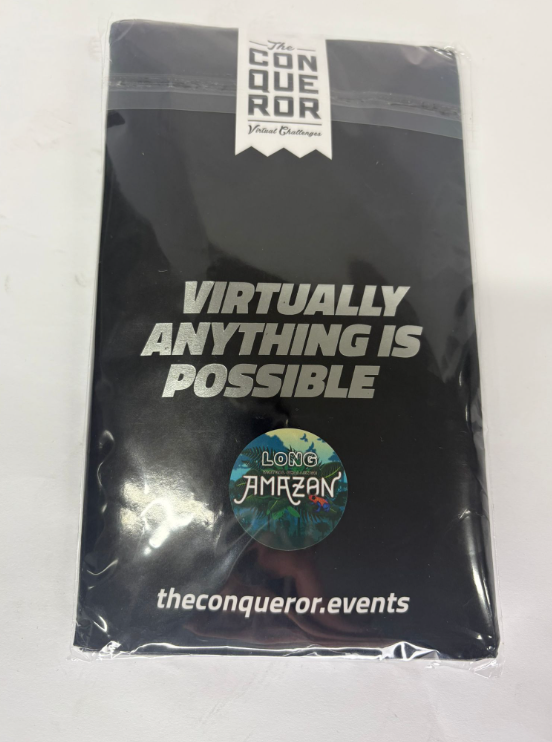 The
CON
QUE
ROR
Virtual Challenges
VIRTUALLY
ANYTHING IS
POSSIBLE
LONG
AMAZON
theconqueror.events